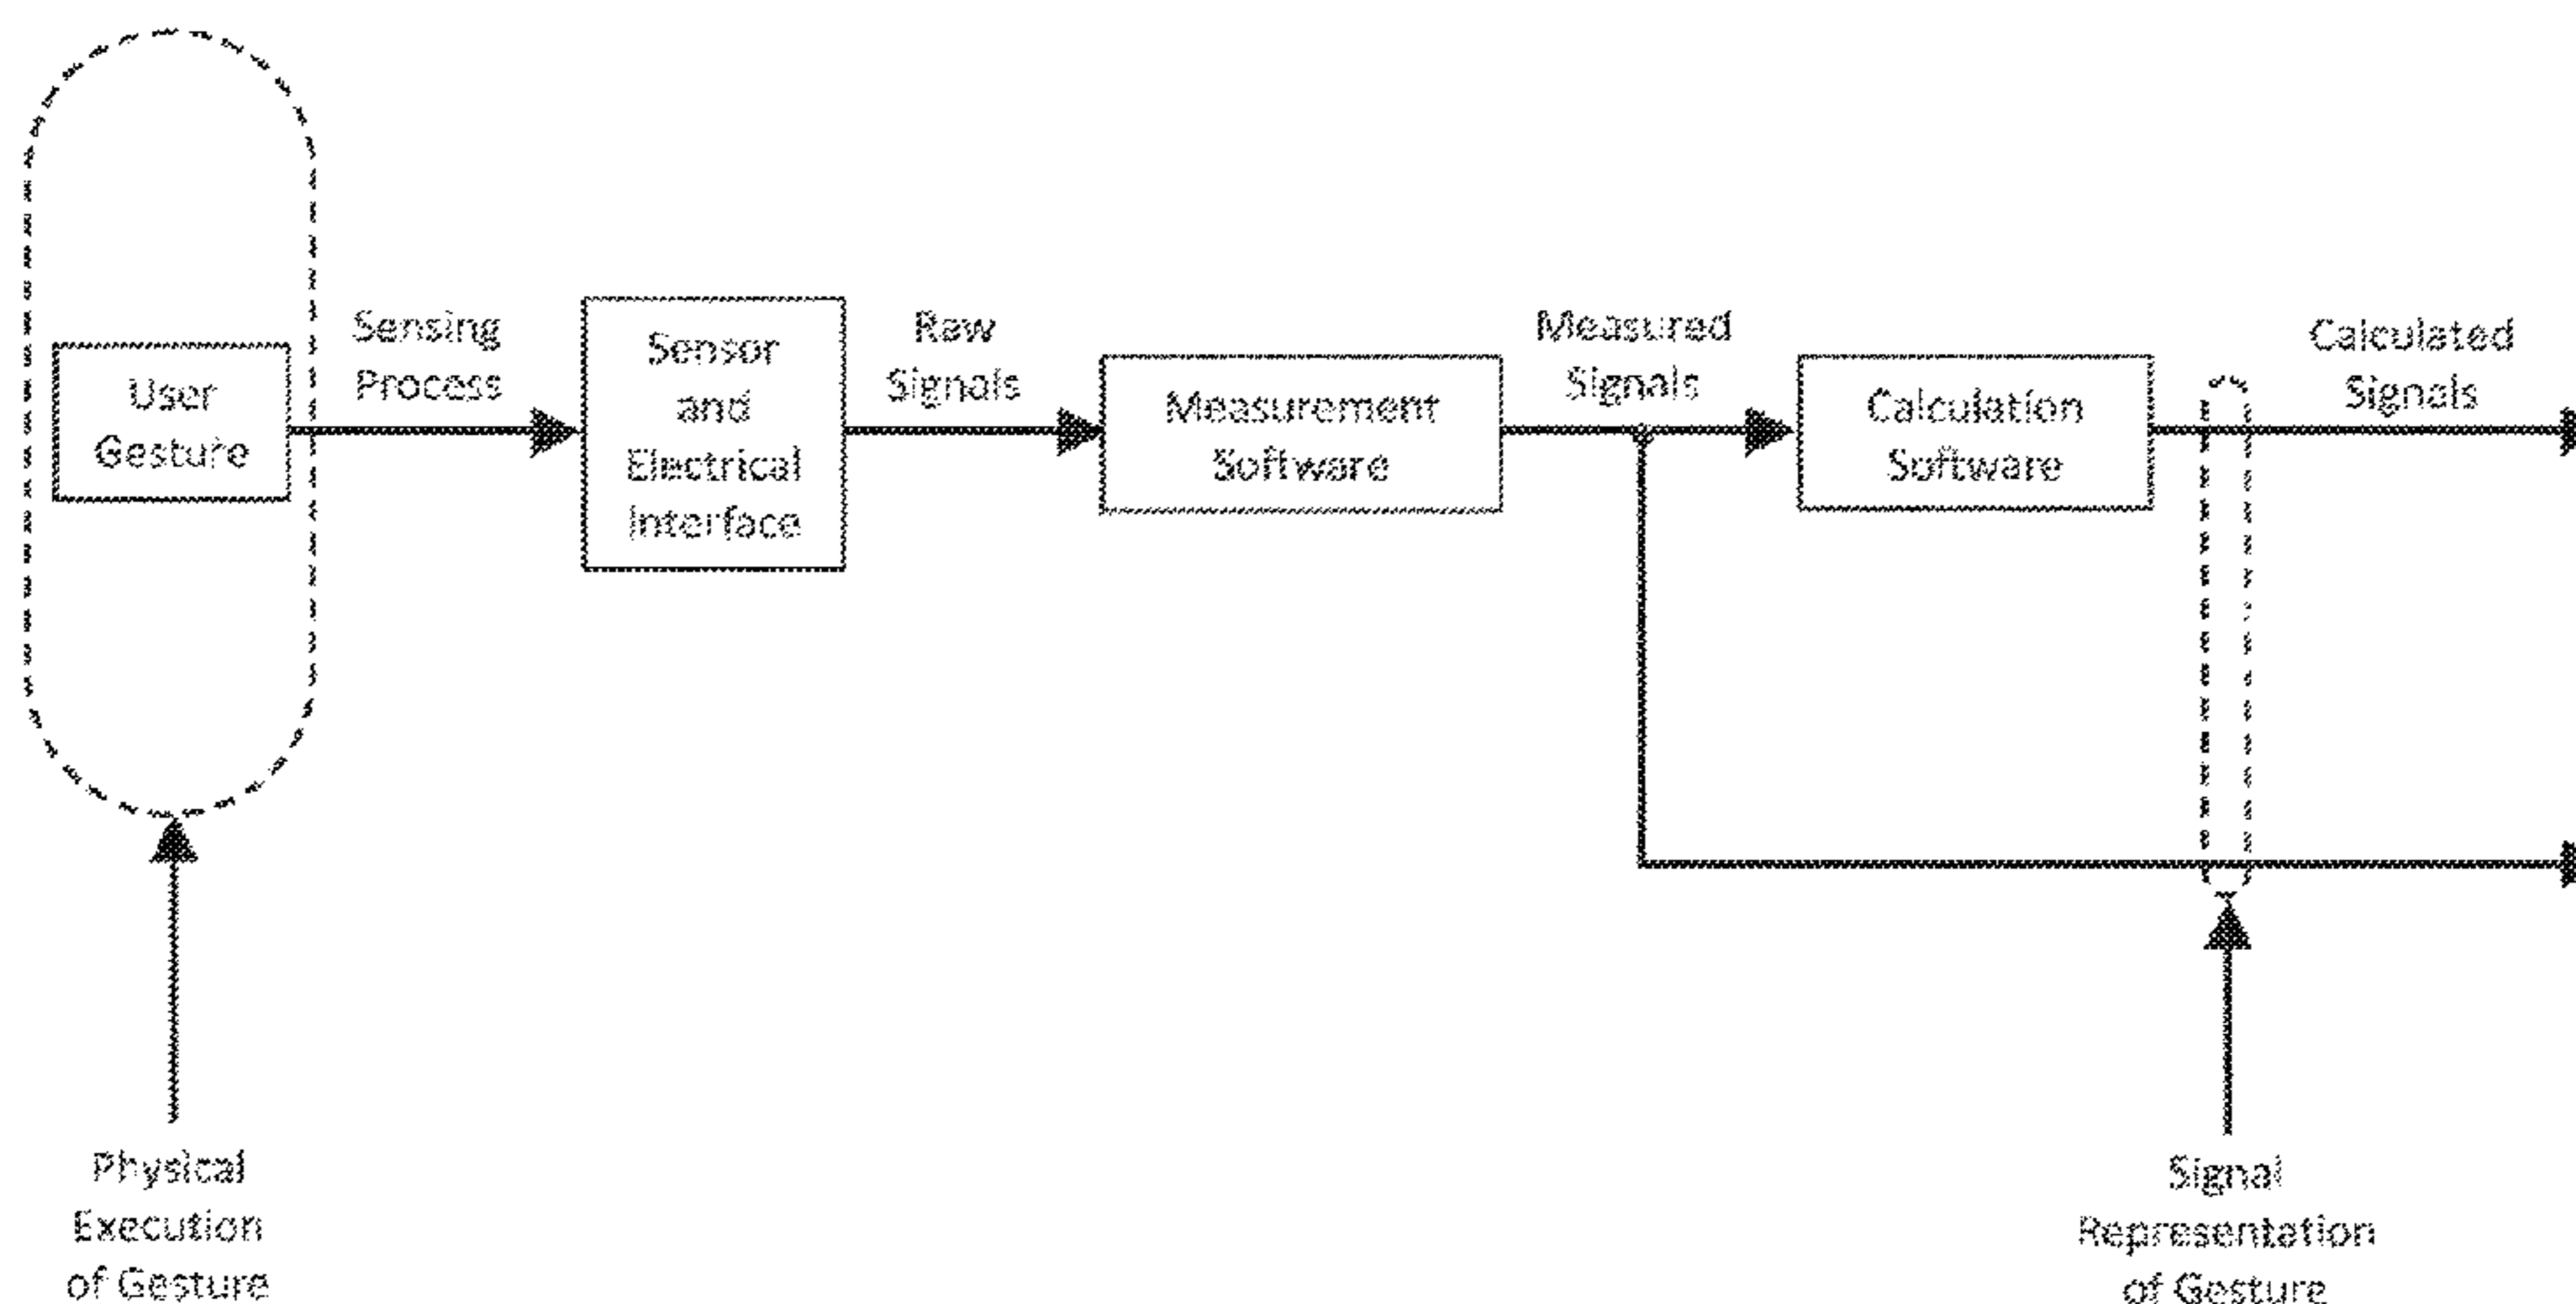 User
Gesture
Sensing
Process
Sensor
and
Electrical
Interface
Raw
Signals
Measurement
Software
Measured
Signals
Calculation
Software
Calculated
Signals
Physical
Execution
of Gesture
Signal
Representation
of Gesture